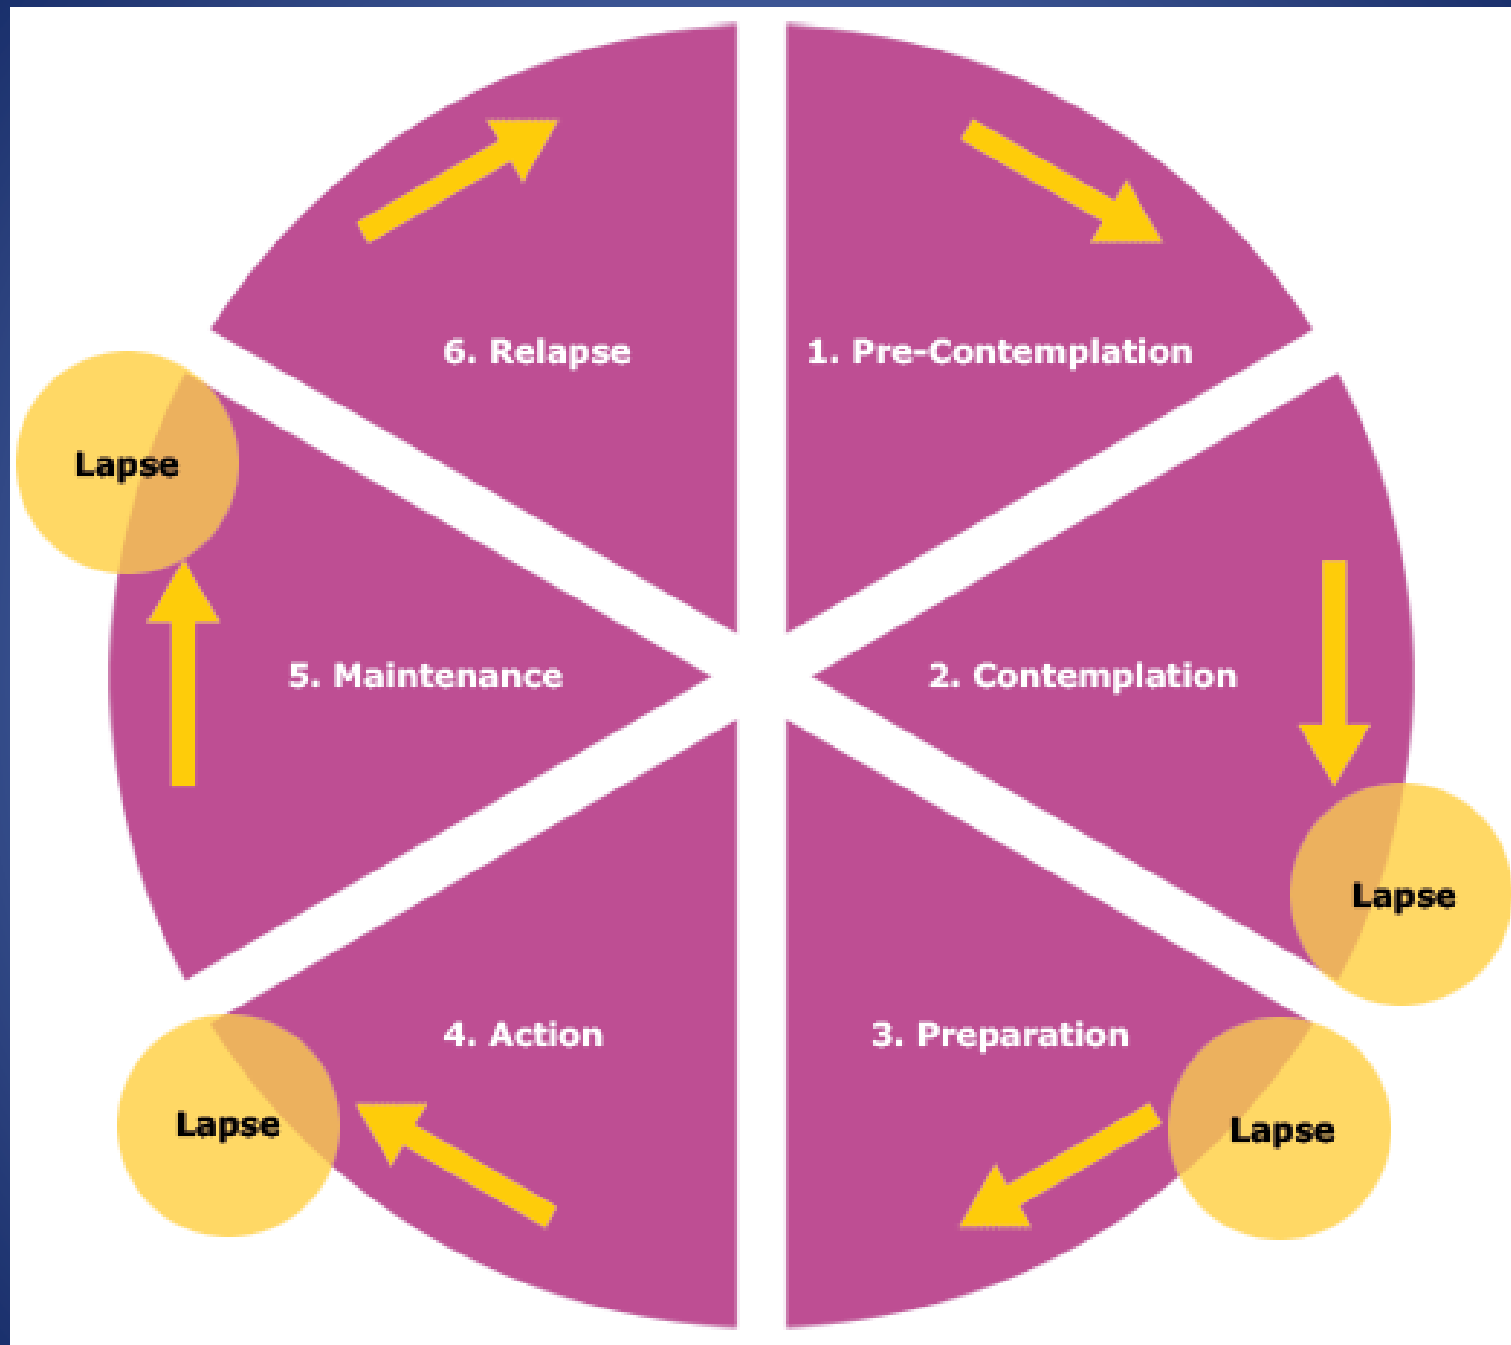 6. Relapse
1. Pre-Contemplation
Lapse
5. Maintenance
2. Contemplation
Lapse
4. Action
3. Preparation
Lapse
Lapse